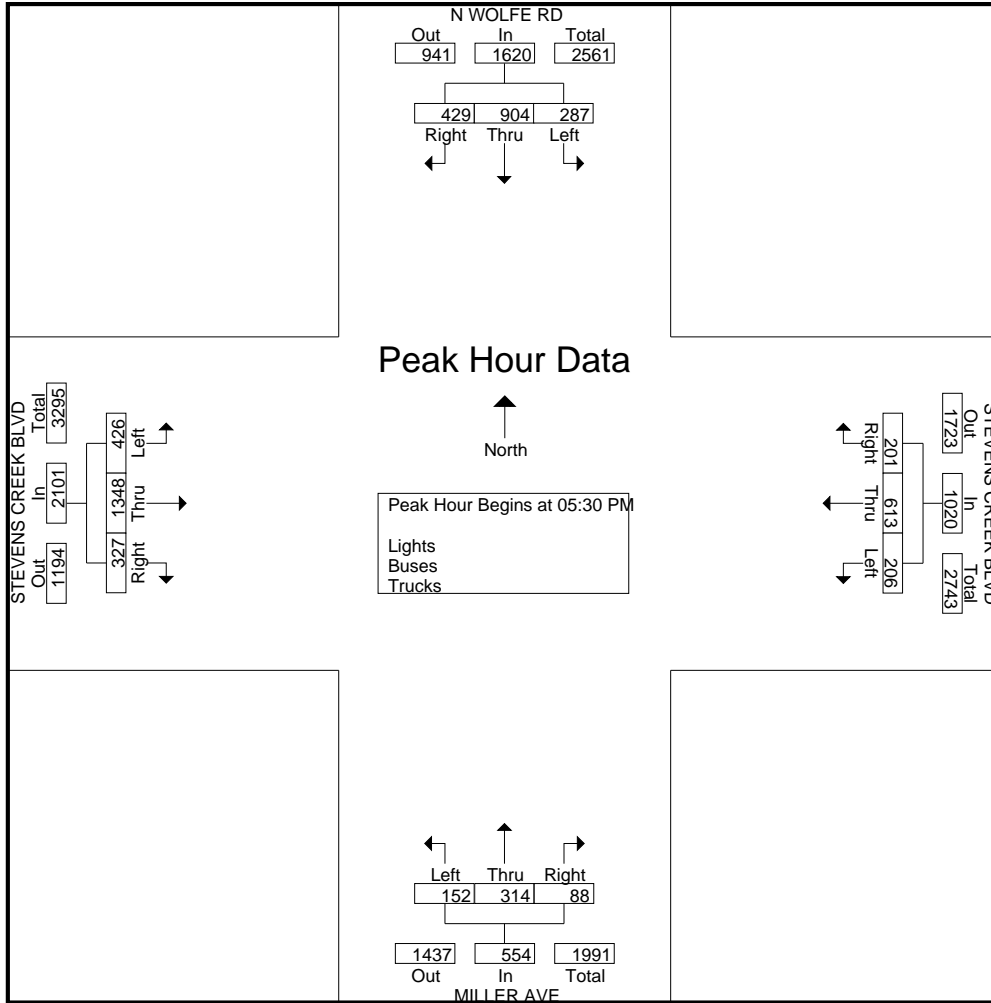 N WOLFE RD
Out In Total
941 1620 2561
429 904 287
Right Thru Left
Peak Hour Data
North
Peak Hour Begins at 05:30 PM
Lights
Buses
Trucks
STEVENS CREEK BLVD
Total In Out
3295 2101 1194
426 1348 327
Left Thru Right
STEVENS CREEK BLVD
Out In Total
1723 1020 2743
201 613 206
Right Thru Left
Left Thru Right
152 314 88
1437 554 1991
Out In Total
MILLER AVE